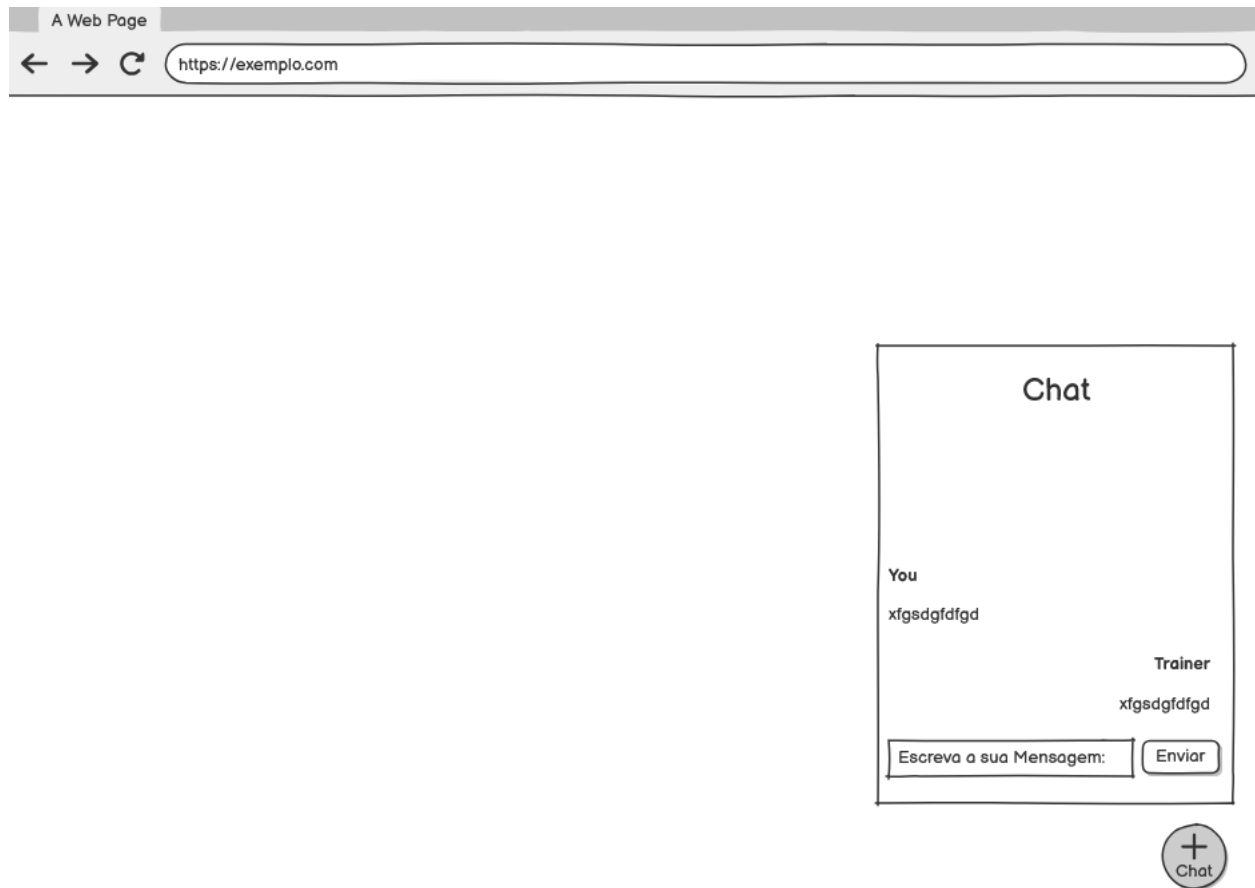 A Web Page
https://exemplo.com
Chat
You
xfgsdgfdfgd
Trainer
xfgsdgfdfgd
Escreva a sua Mensagem:
Enviar
Chat